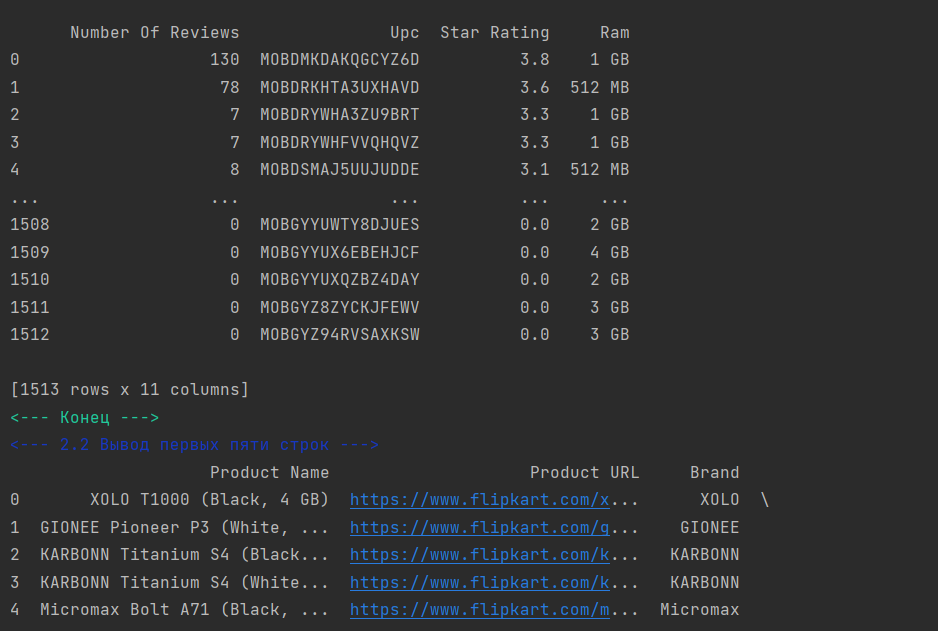 Number Of Reviews Upc Star Rating Ram
0 130 MOBDMKDAKQGCYZ6D 3.8 1 GB
1 78 MOBDRKHTA3UXHAVD 3.6 512 MB
2 7 MOBDRYWHA3ZU9BRT 3.3 1 GB
3 7 MOBDRYWHFVVQHQVZ 3.3 1 GB
4 8 MOBDSMAJ5UUJUDDE 3.1 512 MB
... ... ... ... ...
1508 0 MOBGYYUWTY8DJUES 0.0 2 GB
1509 0 MOBGYYUX6EBEHJCF 0.0 4 GB
1510 0 MOBGYYUXQZBZ4DAY 0.0 2 GB
1511 0 MOBGYZ8ZYCKJFEWV 0.0 3 GB
1512 0 MOBGYZ94RVSAXKSW 0.0 3 GB
[1513 rows x 11 columns]
<--- Конец --->
<--- 2.2 Вывод первых пяти строк --->
Product Name Product URL Brand
0 XOLO T1000 (Black, 4 GB) https://www.flipkart.com/x... XOLO \
1 GIONEE Pioneer P3 (White, ... https://www.flipkart.com/g... GIONEE
2 KARBONN Titanium S4 (Black... https://www.flipkart.com/k... KARBONN
3 KARBONN Titanium S4 (White... https://www.flipkart.com/k... KARBONN
4 Micromax Bolt A71 (Black, ... https://www.flipkart.com/m... Micromax